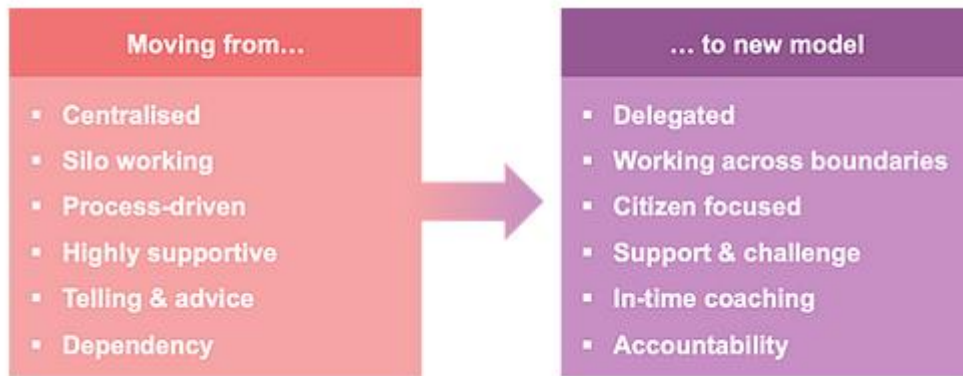 Moving from…
▪ Centralised
▪ Silo working
▪ Process-driven
▪ Highly supportive
▪ Telling & advice
▪ Dependency
… to new model
▪ Delegated
▪ Working across boundaries
▪ Citizen focused
▪ Support & challenge
▪ In-time coaching
▪ Accountability